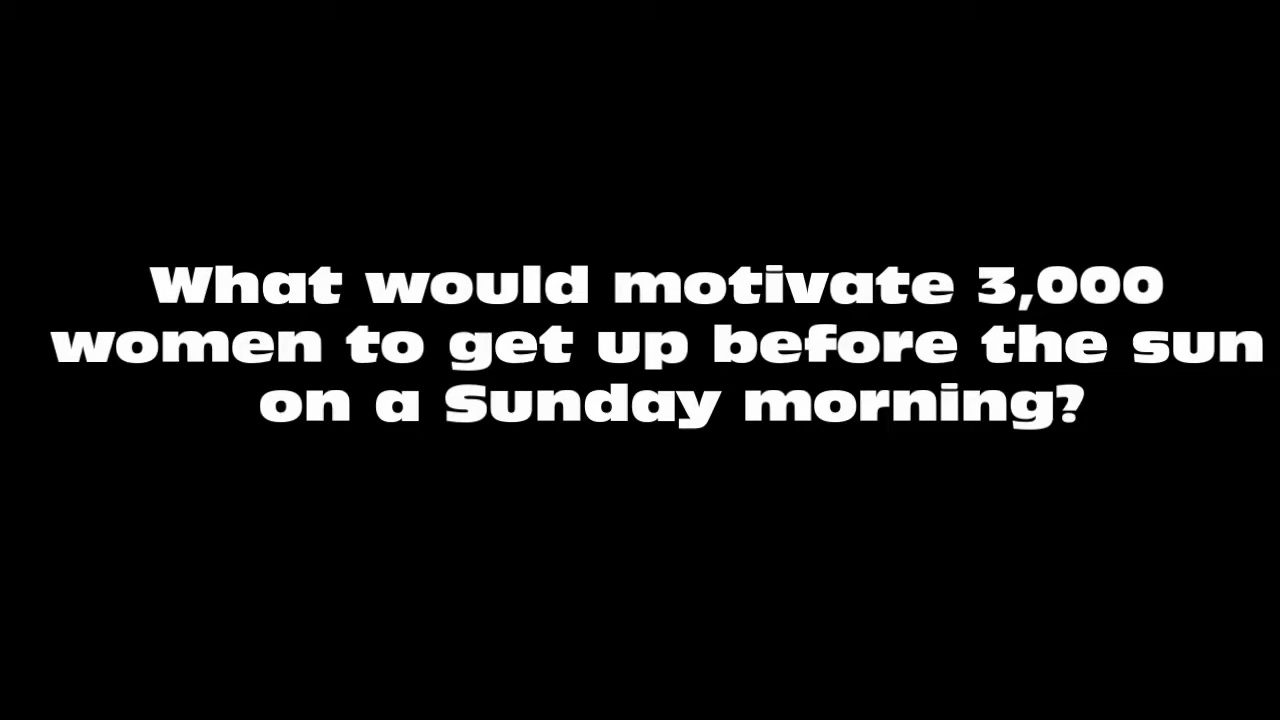 What would motivate 3,000
women to get up before the sun
on a Sunday morning?